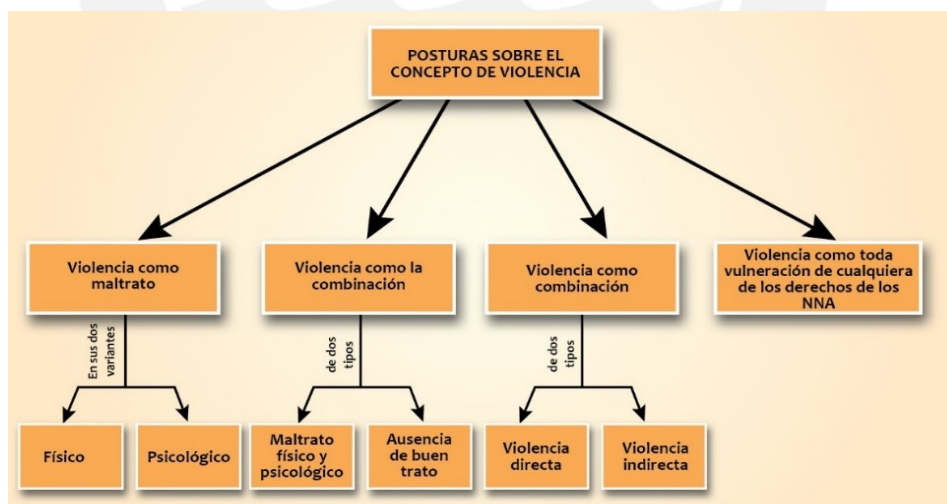 POSTURAS SOBRE EL
CONCEPTO DE VIOLENCIA
Violencia como
maltrato
Violencia como la
combinación
Violencia como
combinación
Violencia como toda
vulneración de cualquiera
de los derechos de los
NNA
En sus dos
variantes
de dos
tipos
de dos
tipos
Físico
Psicológico
Maltrato
físico y
psicológico
Ausencia
de buen
trato
Violencia
directa
Violencia
indirecta